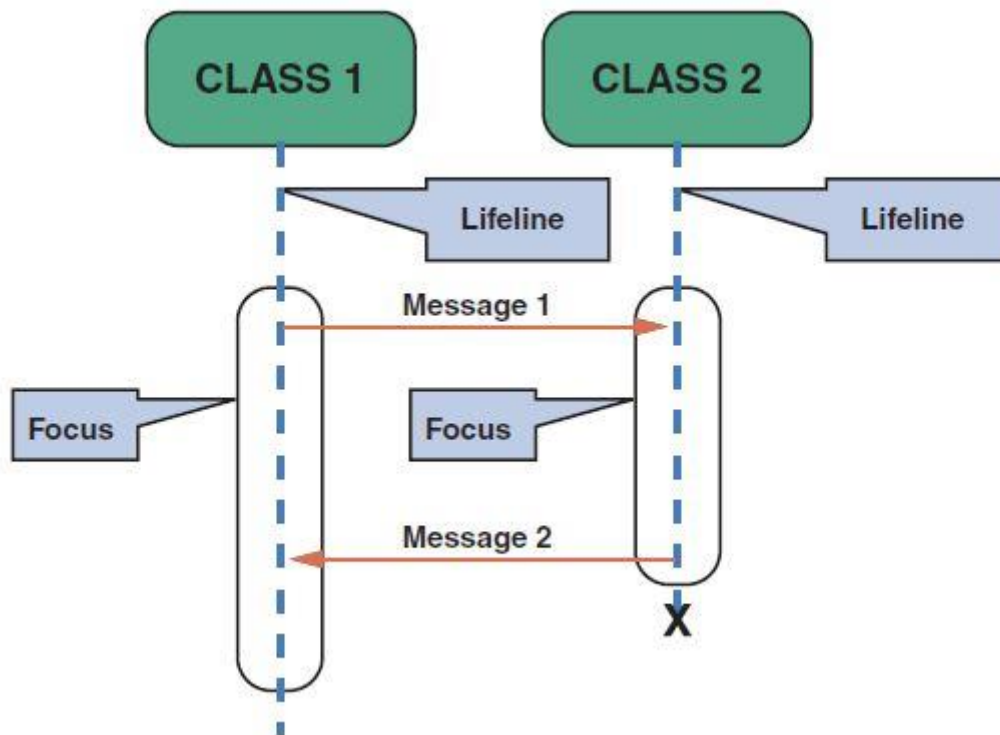 CLASS 1
CLASS 2
Lifeline
Lifeline
Message 1
Focus
Focus
Message 2
X